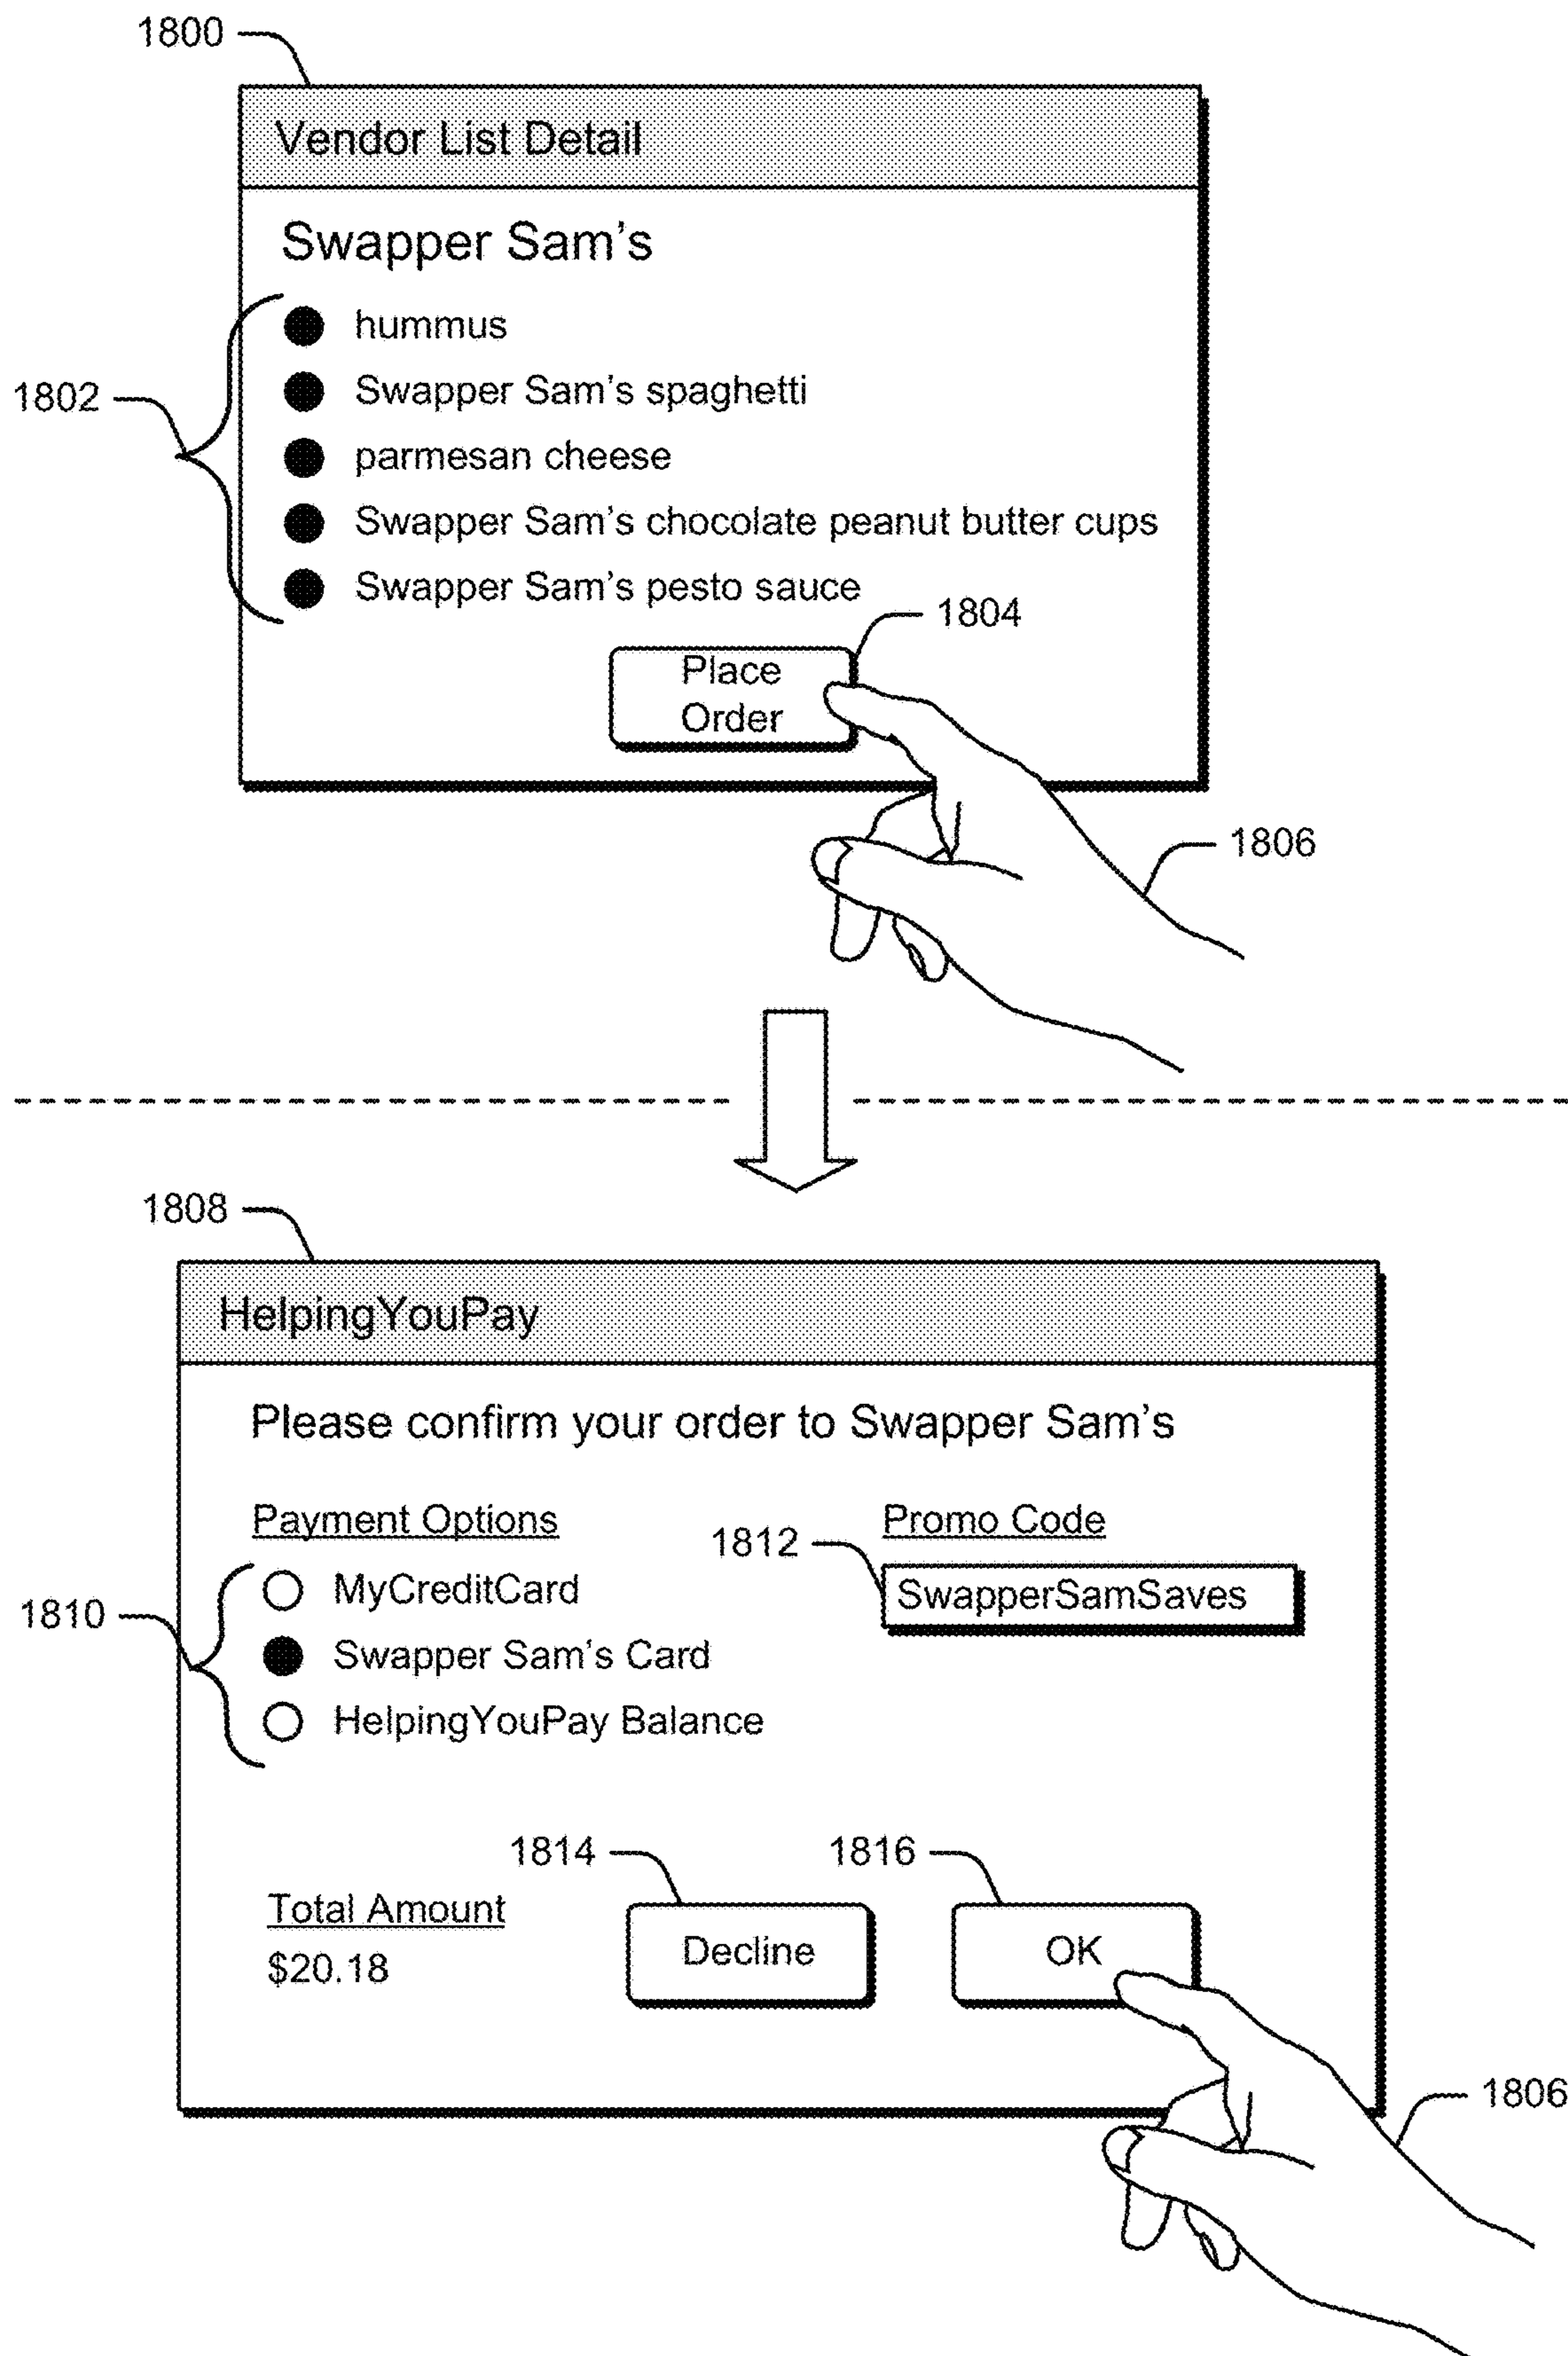 1800
Vendor List Detail
Swapper Sam's
hummus
1802
Swapper Sam's spaghetti
parmesan cheese
Swapper Sam's chocolate peanut butter cups
Swapper Sam's pesto sauce
1804
Place
Order
1806
1808
HelpingYouPay
Please confirm your order to Swapper Sam's
Payment Options
Promo Code
1812
1810
MyCreditCard
SwapperSamSaves
Swapper Sam's Card
HelpingYouPay Balance
1814
1816
Total Amount
$20.18
Decline
OK
1806